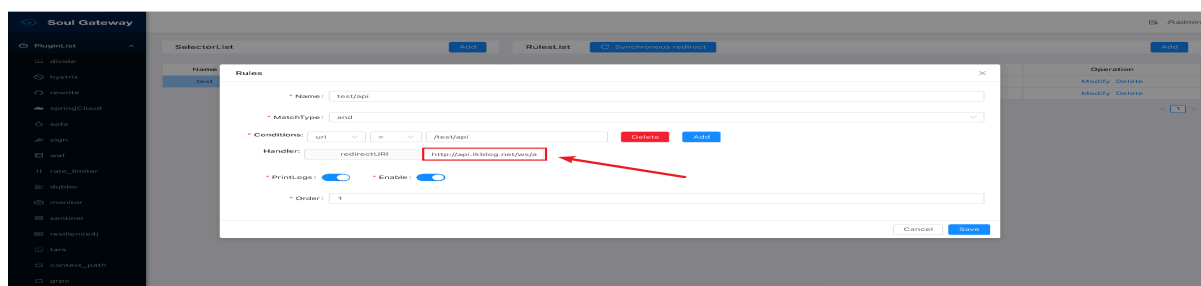 Soul Gateway
admin
PluginList
SelectorList
Add
RulesList
Synchronous redirect
Add
divide
Name
Operation
hystrix
test
Modify Delete
rewrite
Modify Delete
springCloud
1
sofa
sign
waf
rate_limiter
dubbo
monitor
sentinel
resilience4j
tars
context_path
grpc
Rules
* Name: test/api
* MatchType: and
* Conditions: uri = /test/api Delete Add
Handler: redirectURI http://api.lkblog.net/ws/a
* PrintLogs: * Enable:
* Order: 1
Cancel Save